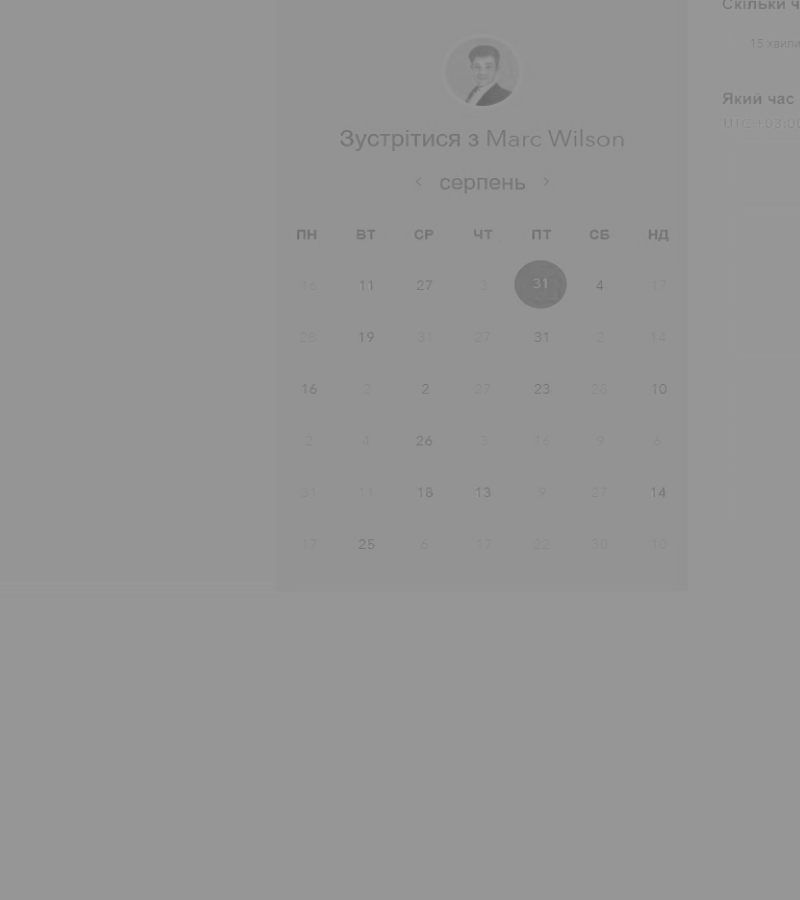 Скільки ч
15 хвили
Який час
UTC +03:00
Зустрітися з Marc Wilson
‹ серпень ›
ПН ВТ СР ЧТ ПТ СБ НД
16 11 27 3 31 4 17
28 19 31 27 31 2 14
16 2 2 27 23 28 10
2 4 26 3 16 9 6
31 11 18 13 9 27 14
17 25 6 17 22 30 10